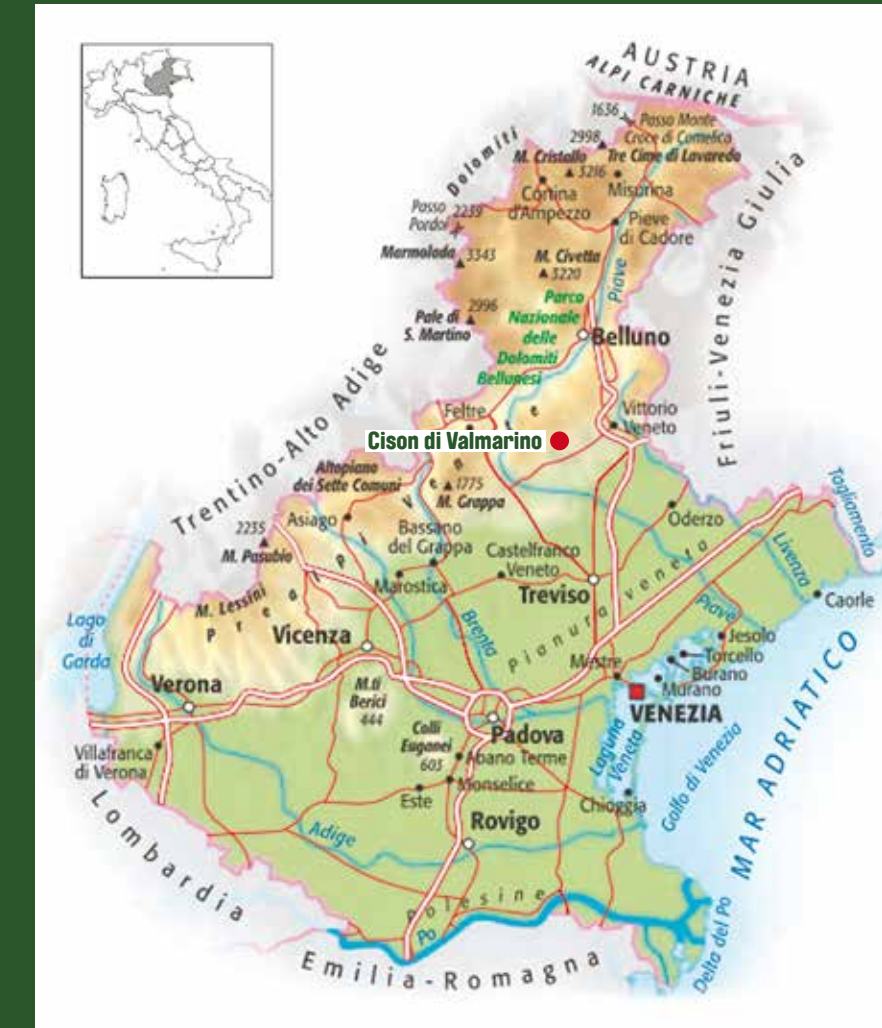 AUSTRIA
ALPI CARNICHE
1636
Passo Monte
Croce di Comelico
2998
Tre Cime di Lavaredo
Dolomiti
M. Cristallo
3216
Misurina
Cortina
d'Ampezzo
Passo
Pordoi
2239
Pieve
di Cadore
Marmolada
3343
M. Civetta
3220
Piave
Friuli-Venezia Giulia
Pale di
S. Martino
2996
Parco
Nazionale
delle
Dolomiti
Bellunesi
Belluno
Trentino-Alto Adige
Feltre
Vittorio
Veneto
Cison di Valmarino
Altopiano
dei Sette Comuni
1775
M. Grappa
Tagliamento
2235
M. Pasubio
Asiago
Bassano
del Grappa
Oderzo
Castelfranco
Veneto
Livenza
Marostica
Treviso
Caorle
M. Lessini
Prealpi Venete
Brenta
Pianura veneta
Piave
Lago
di
Garda
Vicenza
Jesolo
Torcello
Burano
Murano
Mestre
VENEZIA
Verona
M.ti
Berici
444
Padova
Colli
Euganei
603
Abano Terme
Laguna
Veneta
Golfo di Venezia
MAR ADRIATICO
Villafranca
di Verona
Monselice
Este
Chioggia
Lombardia
Adige
Rovigo
Polesine
Po
Delta del Po
Emilia-Romagna